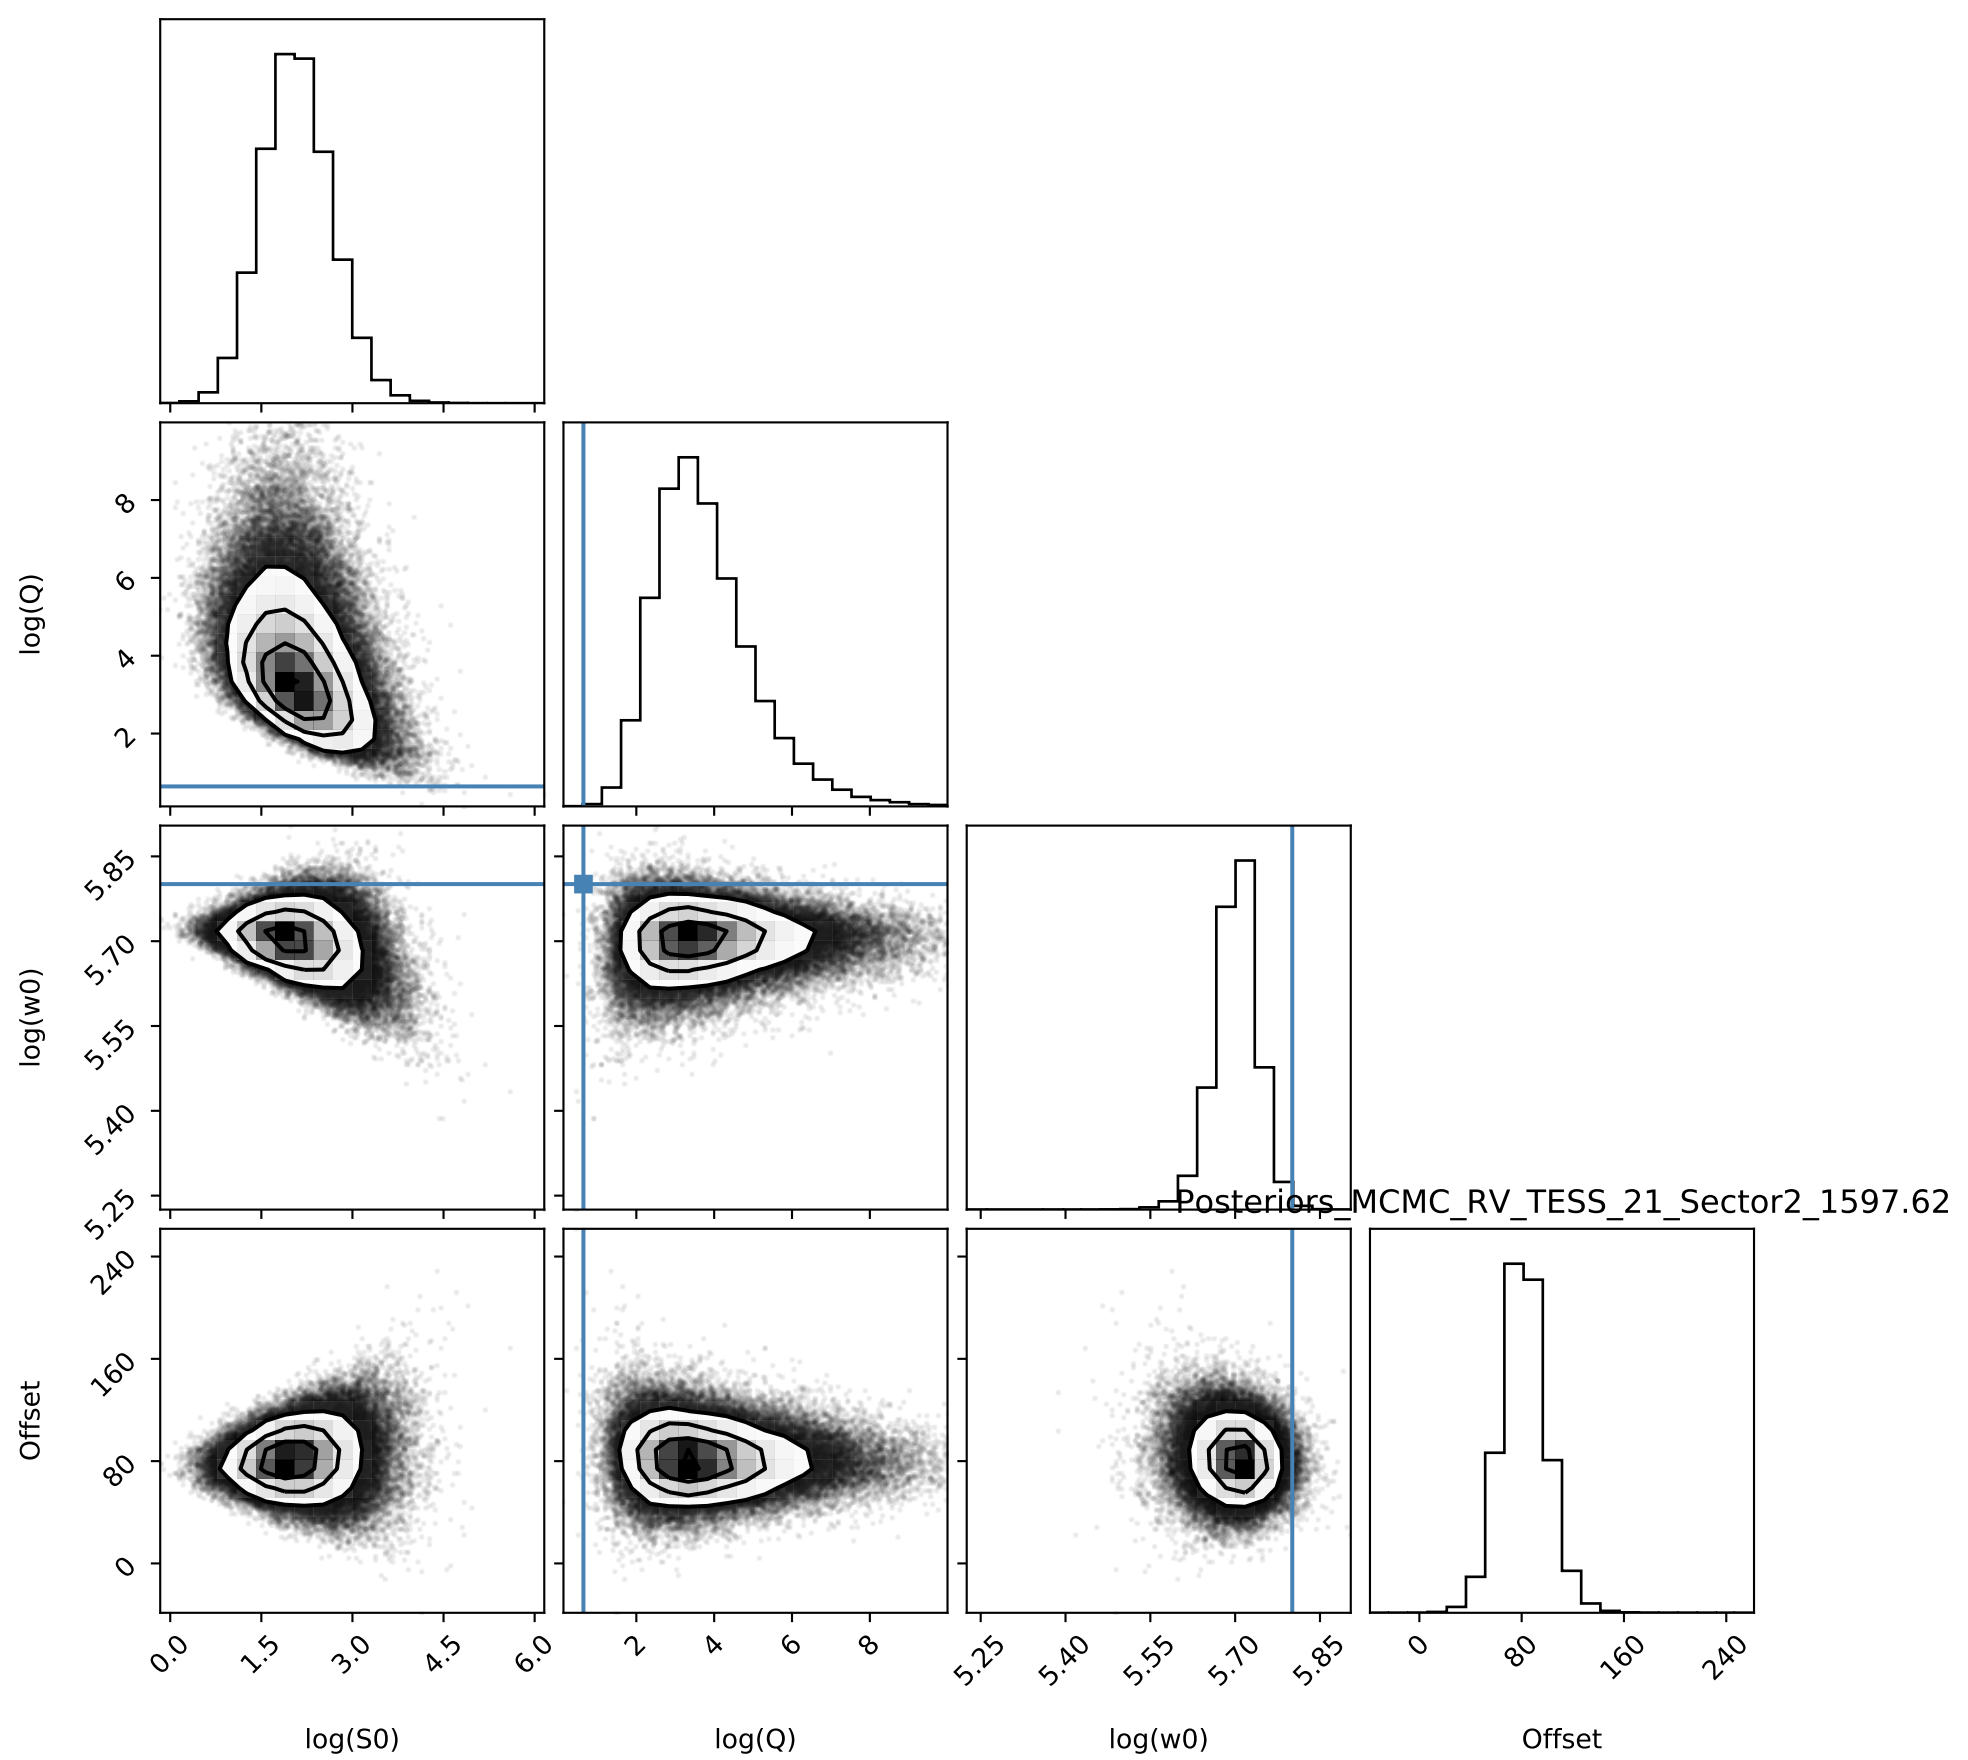 8
6
4
2
log(Q)
5.85
5.70
5.55
5.40
5.25
log(w0)
Posteriors_MCMC_RV_TESS_21_Sector2_1597.62
240
160
80
0
Offset
0.0 1.5 3.0 4.5 6.0 2 4 6 8 5.25 5.40 5.55 5.70 5.85 0 80 160 240
log(S0) log(Q) log(w0) Offset